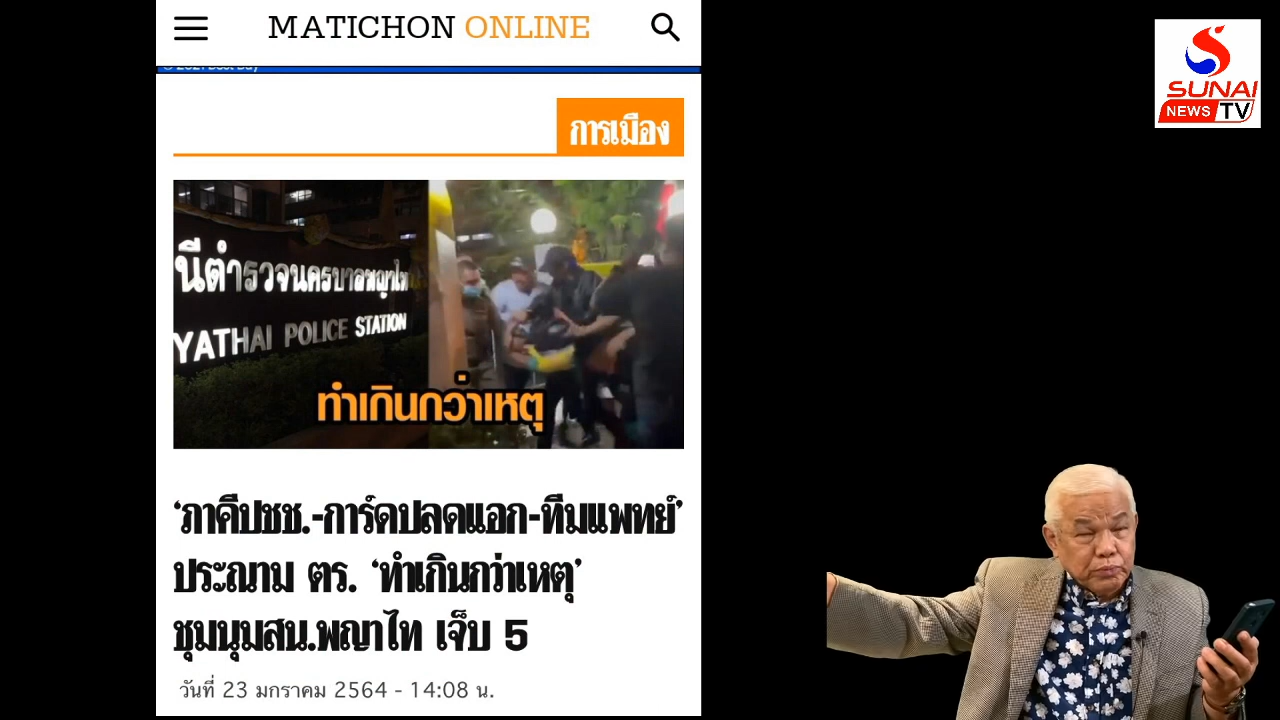 MATICHON ONLINE
การเมือง
นีตำรวจนครบาลพญาไท
YATHAI POLICE STATION
ทำเกินกว่าเหตุ
‘ภาคีปชช.-การ์ดปลดแอก-ทีมแพทย์’
ประณาม ตร. ‘ทำเกินกว่าเหตุ’
ชุมนุมสน.พญาไท เจ็บ 5
วันที่ 23 มกราคม 2564 - 14:08 น.
SUNAI
NEWS TV